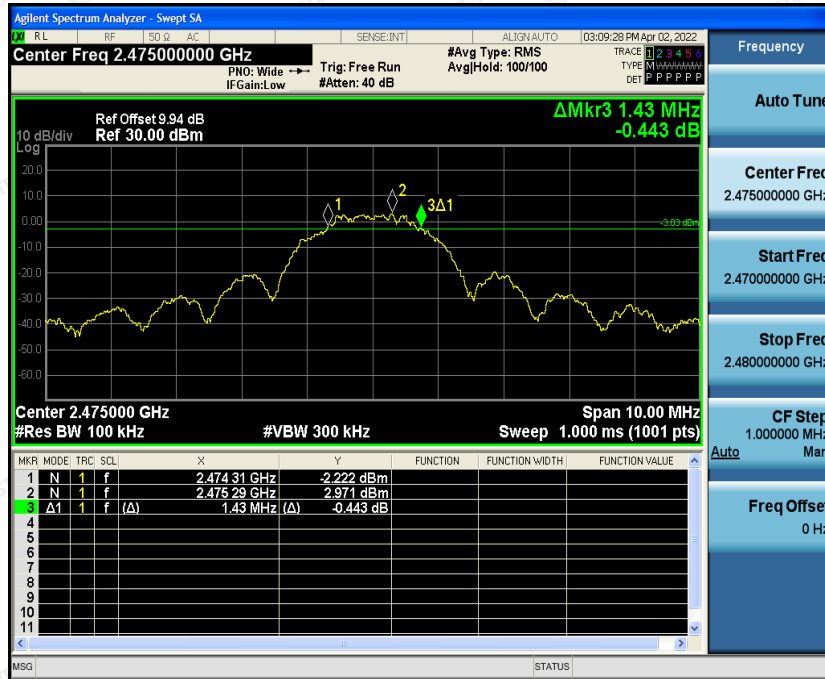 Agilent Spectrum Analyzer - Swept SA
LXI RL RF 50 Ω AC SENSE:INT ALIGN AUTO 03:09:28 PM Apr 02, 2022
Center Freq 2.475000000 GHz
PNO: Wide
IFGain:Low
Trig: Free Run
#Atten: 40 dB
#Avg Type: RMS
Avg|Hold: 100/100
TRACE 1 2 3 4 5 6
TYPE MWWWWW
DET P P P P P P
Frequency
Auto Tune
Center Freq
2.475000000 GHz
Start Freq
2.470000000 GHz
Stop Freq
2.480000000 GHz
CF Step
1.000000 MHz
Auto Man
Freq Offset
0 Hz
ΔMkr3 1.43 MHz
-0.443 dB
Ref Offset 9.94 dB
10 dB/div Ref 30.00 dBm
Log
20.0
10.0
0.00
-10.0
-20.0
-30.0
-40.0
-50.0
-60.0
1
2
3Δ1
-3.03 dBm
Center 2.475000 GHz Span 10.00 MHz
#Res BW 100 kHz #VBW 300 kHz Sweep 1.000 ms (1001 pts)
MKR MODE TRC SCL X Y FUNCTION FUNCTION WIDTH FUNCTION VALUE
1 N 1 f 2.474 31 GHz -2.222 dBm
2 N 1 f 2.475 29 GHz 2.971 dBm
3 Δ1 1 f (Δ) 1.43 MHz (Δ) -0.443 dB
4
5
6
7
8
9
10
11
MSG STATUS